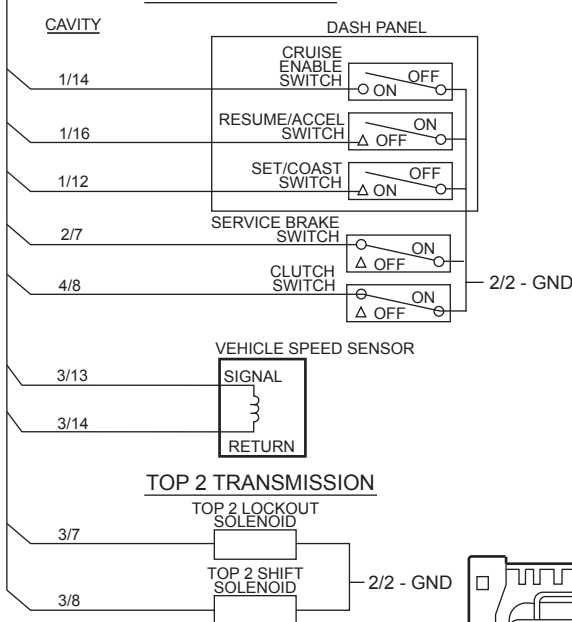 CAVITY
DASH PANEL
CRUISE
ENABLE
SWITCH
OFF
ON
1/14
RESUME/ACCEL
SWITCH
ON
OFF
1/16
SET/COAST
SWITCH
OFF
ON
1/12
SERVICE BRAKE
SWITCH
ON
OFF
2/7
CLUTCH
SWITCH
ON
OFF
4/8
2/2 - GND
VEHICLE SPEED SENSOR
3/13
SIGNAL
3/14
RETURN
TOP 2 TRANSMISSION
TOP 2 LOCKOUT
SOLENOID
3/7
TOP 2 SHIFT
SOLENOID
2/2 - GND
3/8